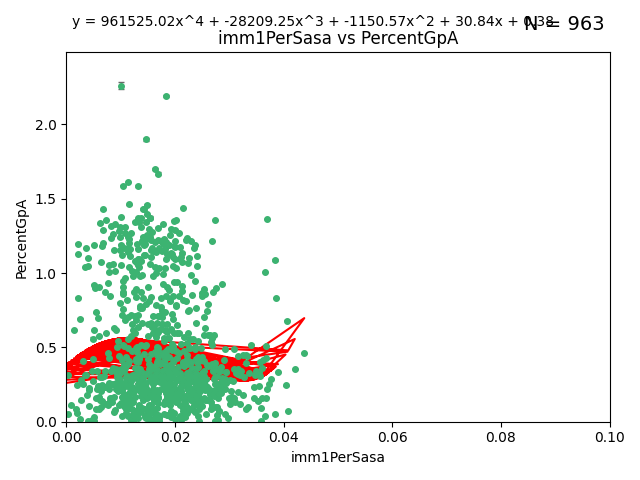 y = 961525.02x^4 + -28209.25x^3 + -1150.57x^2 + 30.84x + 0.38
N = 963
imm1PerSasa vs PercentGpA
PercentGpA
2.0
1.5
1.0
0.5
0.0
0.00 0.02 0.04 0.06 0.08 0.10
imm1PerSasa